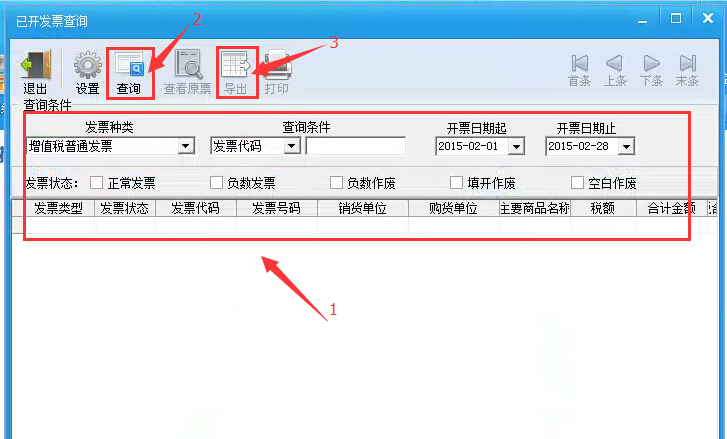 已开发票查询
2
3
退出 设置 查询 查看原票 导出 打印 首条 上条 下条 末条
查询条件
发票种类 查询条件 开票日期起 开票日期止
增值税普通发票 发票代码 2015-02-01 2015-02-28
发票状态: 正常发票 负数发票 负数作废 填开作废 空白作废
发票类型 发票状态 发票代码 发票号码 销货单位 购货单位 主要商品名称 税额 合计金额
1